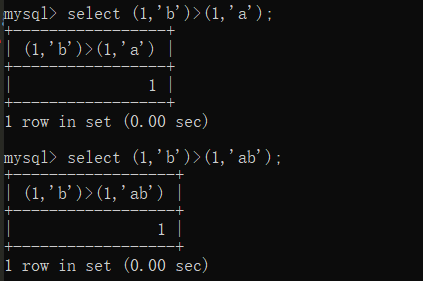 mysql> select (1,'b')>(1,'a');
+------------------+
| (1,'b')>(1,'a') |
+------------------+
| 1 |
+------------------+
1 row in set (0.00 sec)
mysql> select (1,'b')>(1,'ab');
+-------------------+
| (1,'b')>(1,'ab') |
+-------------------+
| 1 |
+-------------------+
1 row in set (0.00 sec)